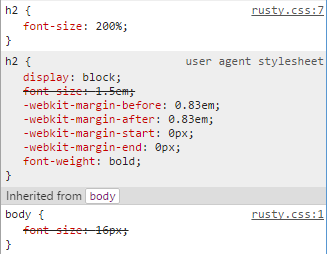 h2 { rusty.css:7
font-size: 200%;
}
h2 { user agent stylesheet
display: block;
font-size: 1.5em;
-webkit-margin-before: 0.83em;
-webkit-margin-after: 0.83em;
-webkit-margin-start: 0px;
-webkit-margin-end: 0px;
font-weight: bold;
}
Inherited from body
body { rusty.css:1
font-size: 16px;
}